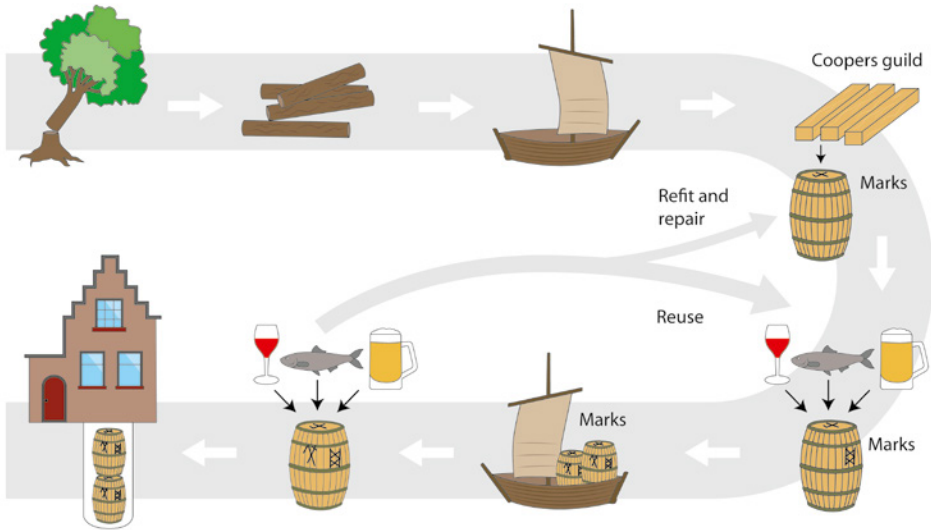 Coopers guild
Marks
Refit and
repair
Reuse
Marks
Marks